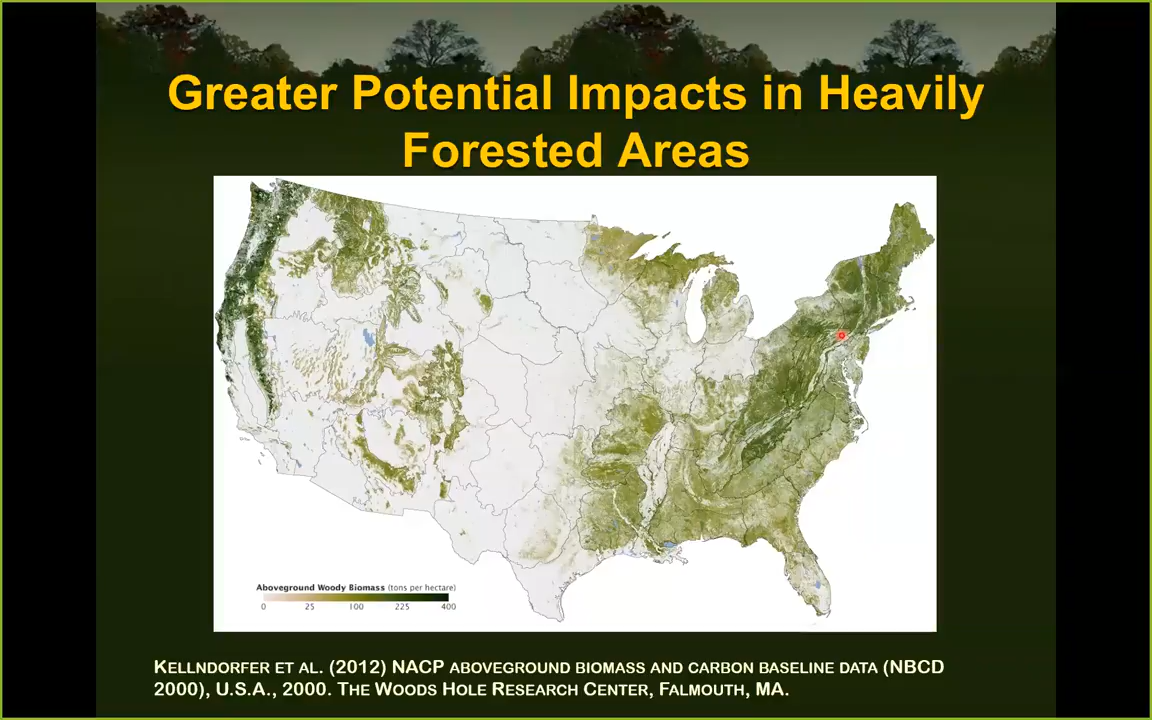 Greater Potential Impacts in Heavily
Forested Areas
Aboveground Woody Biomass (tons per hectare)
0 25 100 225 400
KELLNDORFER ET AL. (2012) NACP ABOVEGROUND BIOMASS AND CARBON BASELINE DATA (NBCD
2000), U.S.A., 2000. THE WOODS HOLE RESEARCH CENTER, FALMOUTH, MA.